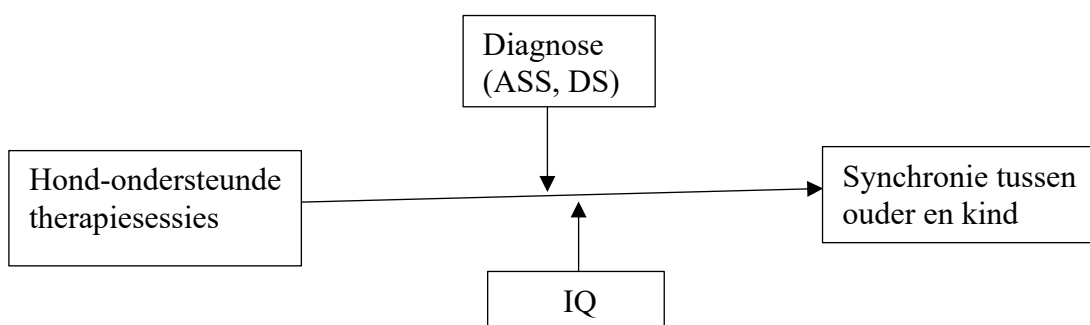 Diagnose
(ASS, DS)
Hond-ondersteunde
therapiesessies
Synchronie tussen
ouder en kind
IQ